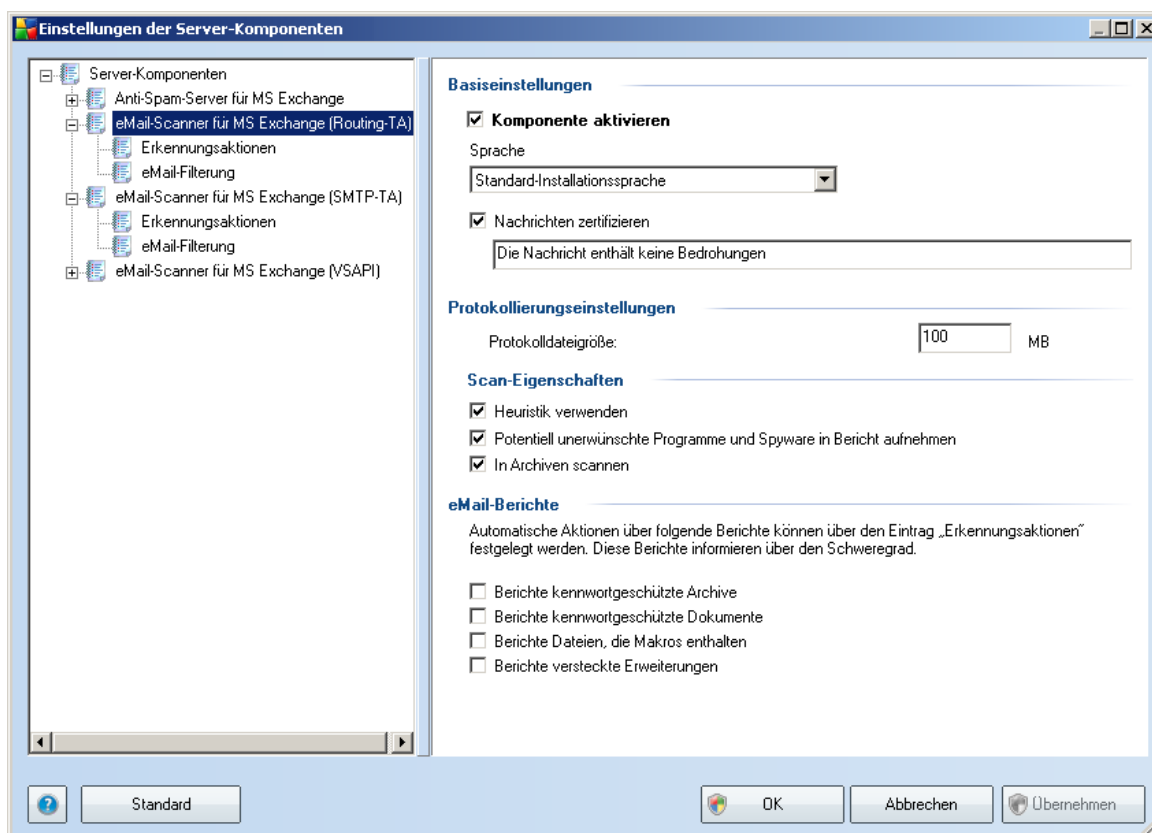 Einstellungen der Server-Komponenten
Server-Komponenten
Anti-Spam-Server für MS Exchange
eMail-Scanner für MS Exchange (Routing-TA)
Erkennungsaktionen
eMail-Filterung
eMail-Scanner für MS Exchange (SMTP-TA)
Erkennungsaktionen
eMail-Filterung
eMail-Scanner für MS Exchange (VSAPI)
Basiseinstellungen
Komponente aktivieren
Sprache
Standard-Installationssprache
Nachrichten zertifizieren
Die Nachricht enthält keine Bedrohungen
Protokollierungseinstellungen
Protokolldateigröße:
100 MB
Scan-Eigenschaften
Heuristik verwenden
Potentiell unerwünschte Programme und Spyware in Bericht aufnehmen
In Archiven scannen
eMail-Berichte
Automatische Aktionen über folgende Berichte können über den Eintrag „Erkennungsaktionen“
festgelegt werden. Diese Berichte informieren über den Schweregrad.
Berichte kennwortgeschützte Archive
Berichte kennwortgeschützte Dokumente
Berichte Dateien, die Makros enthalten
Berichte versteckte Erweiterungen
Standard
OK
Abbrechen
Übernehmen